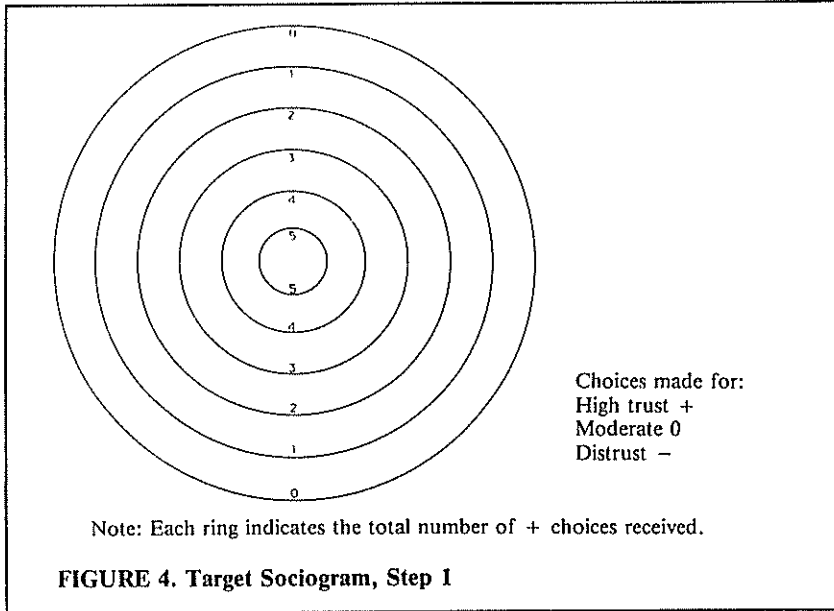 0
1
2
3
4
5
5
4
3
2
1
0
Choices made for:
High trust +
Moderate 0
Distrust −
Note: Each ring indicates the total number of + choices received.
FIGURE 4. Target Sociogram, Step 1